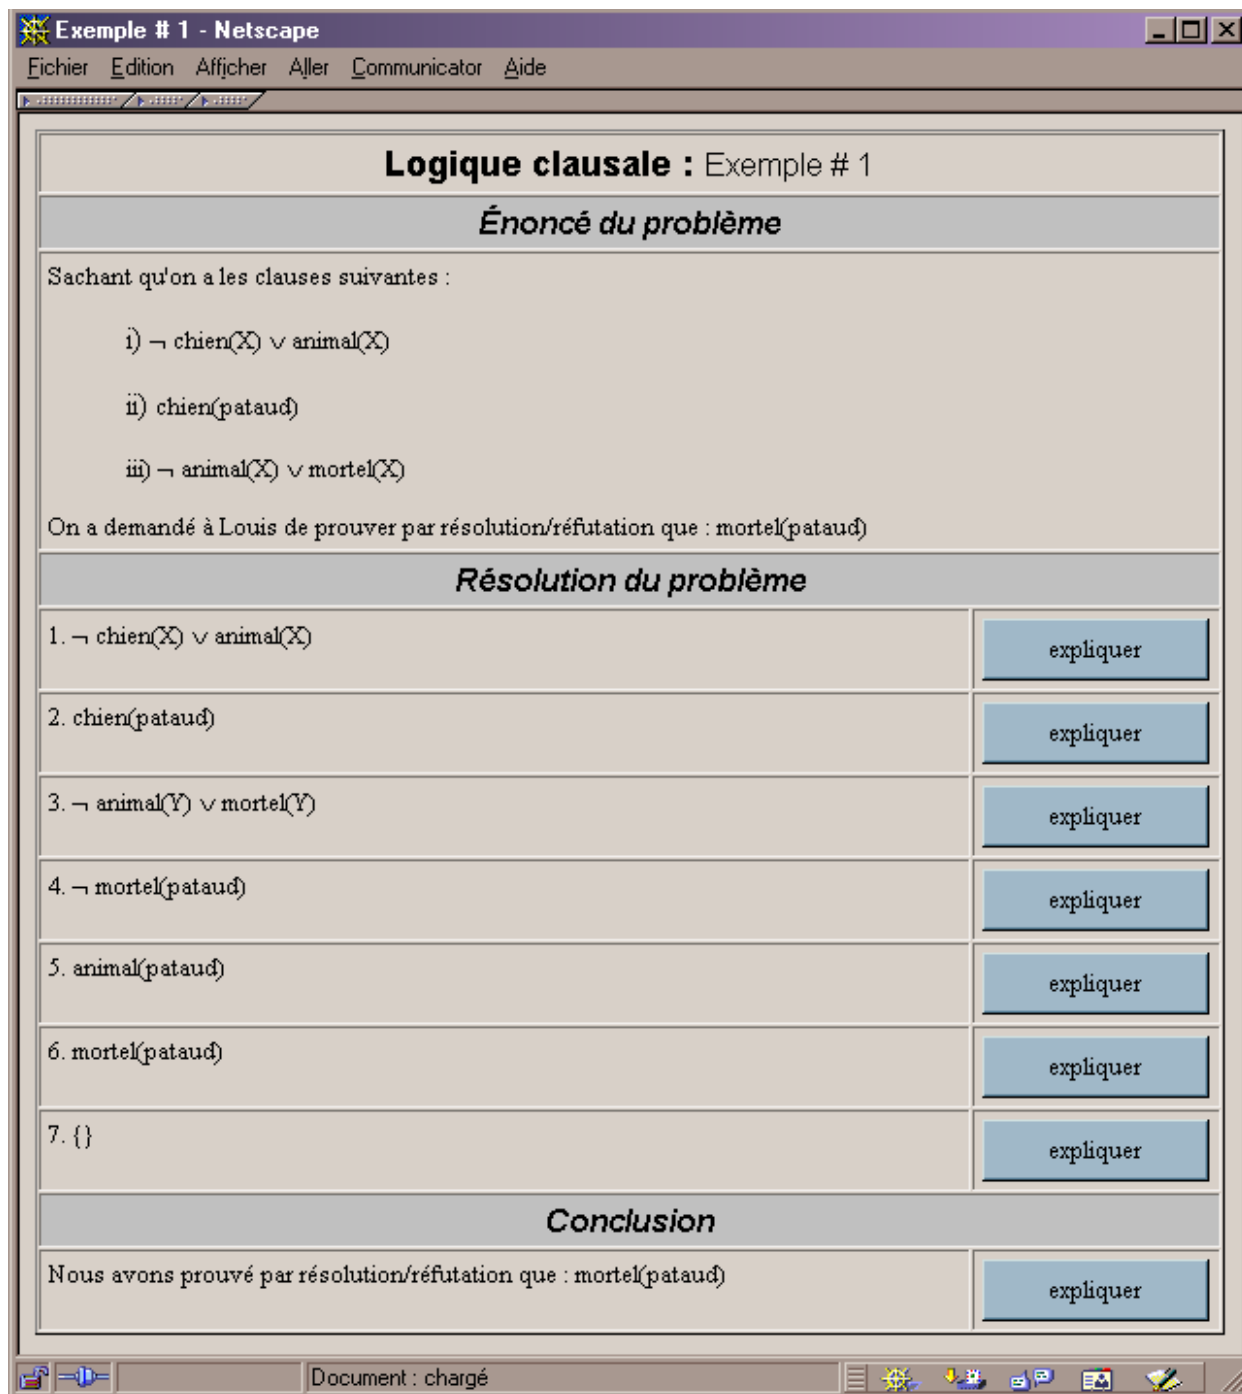 Exemple # 1 - Netscape
Fichier Edition Afficher Aller Communicator Aide
Logique clausale : Exemple # 1
Énoncé du problème
Sachant qu'on a les clauses suivantes :
i) ¬ chien(X) ∨ animal(X)
ii) chien(pataud)
iii) ¬ animal(X) ∨ mortel(X)
On a demandé à Louis de prouver par résolution/réfutation que : mortel(pataud)
Résolution du problème
1. ¬ chien(X) ∨ animal(X) expliquer
2. chien(pataud) expliquer
3. ¬ animal(Y) ∨ mortel(Y) expliquer
4. ¬ mortel(pataud) expliquer
5. animal(pataud) expliquer
6. mortel(pataud) expliquer
7. {} expliquer
Conclusion
Nous avons prouvé par résolution/réfutation que : mortel(pataud) expliquer
Document : chargé